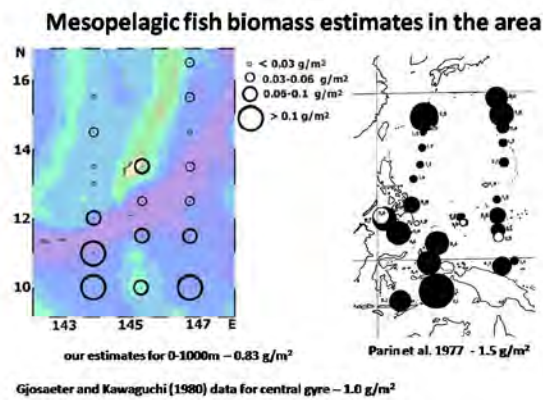 Mesopelagic fish biomass estimates in the area
N
16
14
12
10
143
145
147
E
< 0.03 g/m²
0.03-0.06 g/m²
0.06-0.1 g/m²
> 0.1 g/m²
our estimates for 0-1000m – 0.83 g/m²
Parin et al. 1977 - 1.5 g/m²
Gjosaeter and Kawaguchi (1980) data for central gyre – 1.0 g/m²